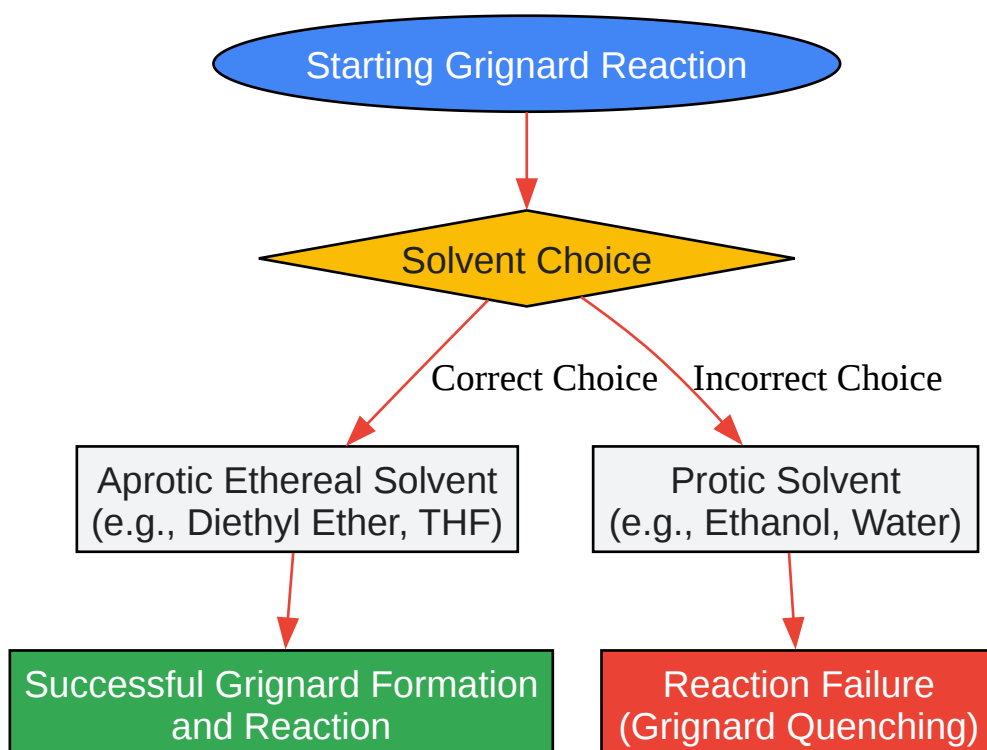 Starting Grignard Reaction
Solvent Choice
Correct Choice
Incorrect Choice
Aprotic Ethereal Solvent
(e.g., Diethyl Ether, THF)
Protic Solvent
(e.g., Ethanol, Water)
Successful Grignard Formation
and Reaction
Reaction Failure
(Grignard Quenching)